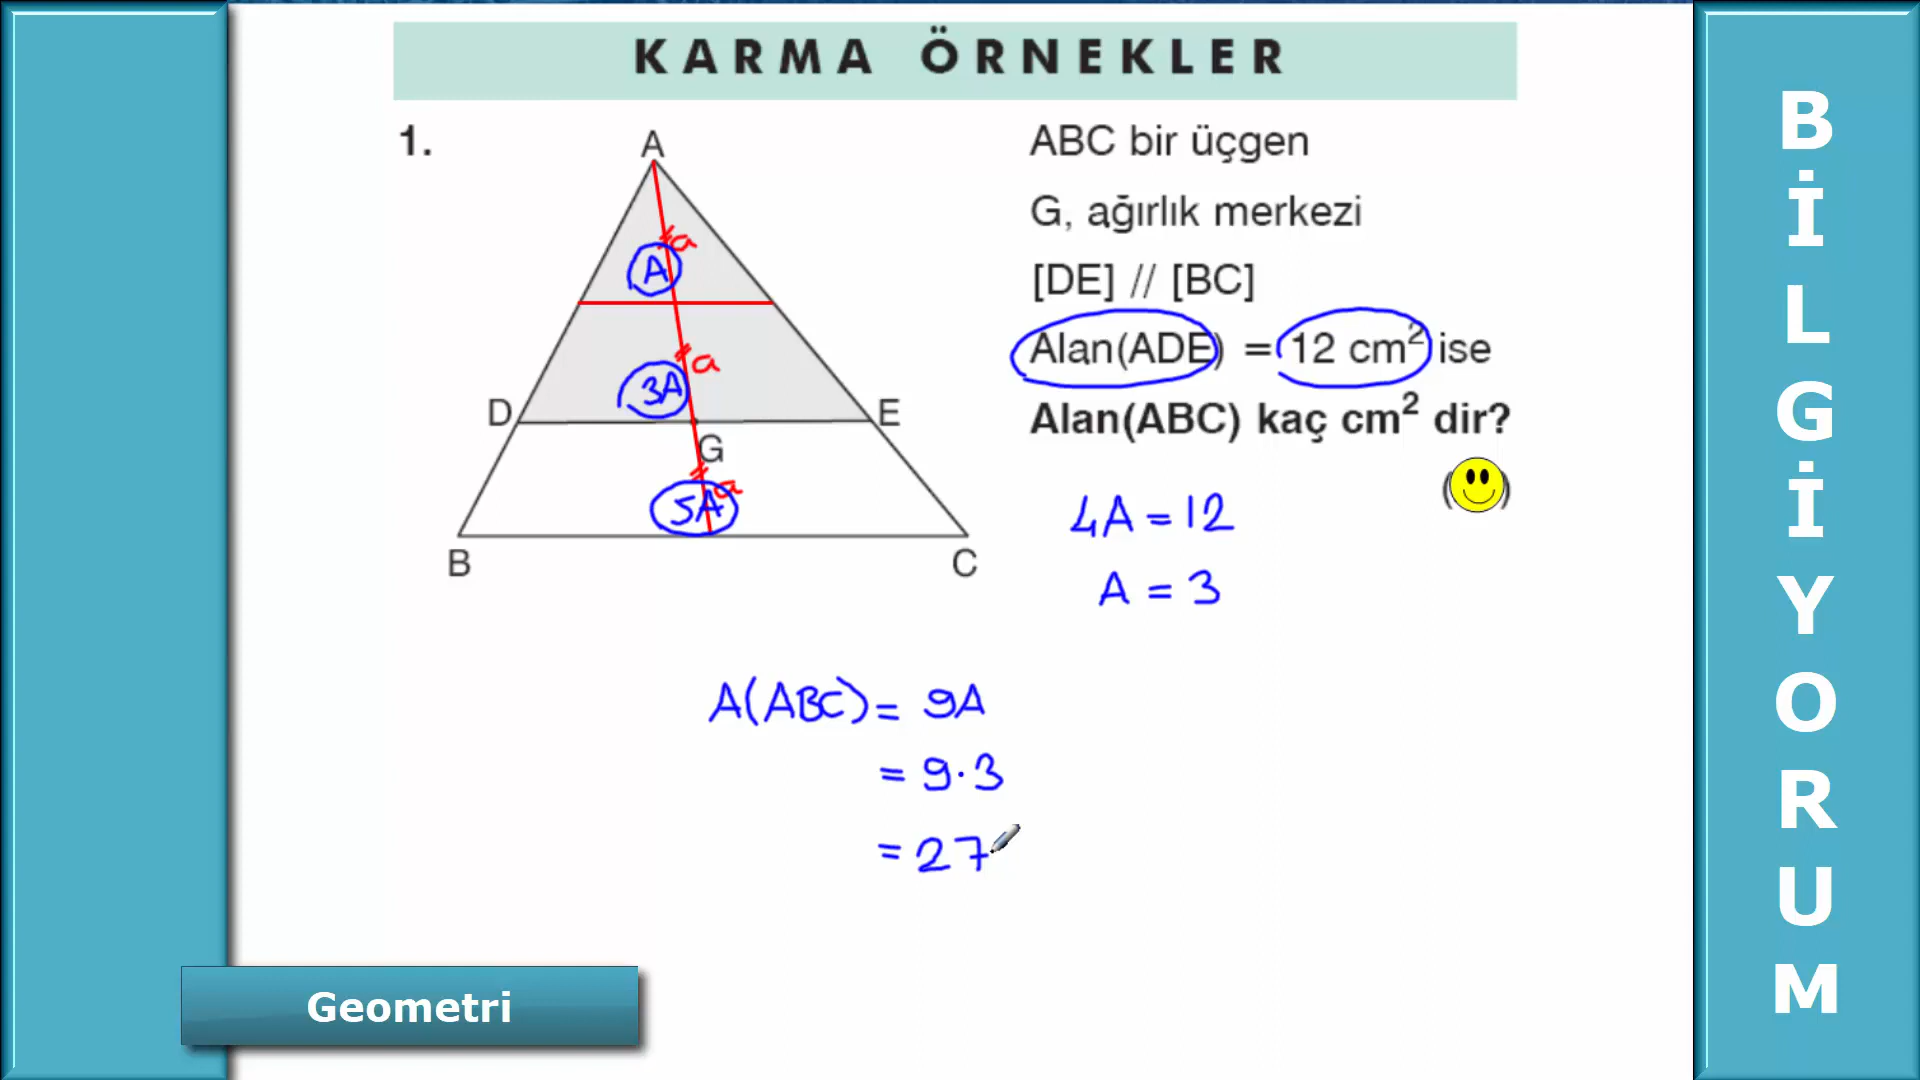 KARMA ÖRNEKLER
1.
A
a
A
a
3A
D
E
G
a
5A
B
C
ABC bir üçgen
G, ağırlık merkezi
[DE] // [BC]
Alan(ADE) = 12 cm² ise
Alan(ABC) kaç cm² dir?
( )
4A = 12
A = 3
A(ABC) = 9A
= 9.3
= 27
Geometri
BİLGİYORUM